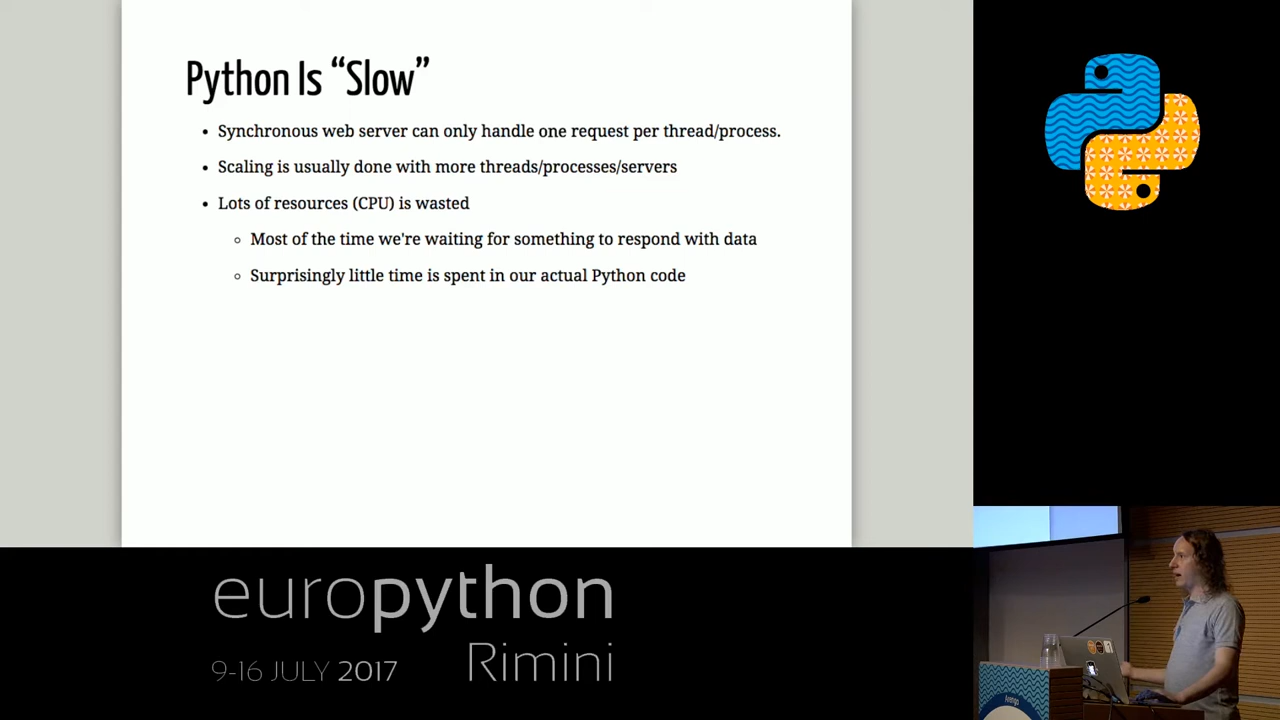 Python Is “Slow”
• Synchronous web server can only handle one request per thread/process.
• Scaling is usually done with more threads/processes/servers
• Lots of resources (CPU) is wasted
◦ Most of the time we're waiting for something to respond with data
◦ Surprisingly little time is spent in our actual Python code
europython
Rimini
9-16 JULY 2017